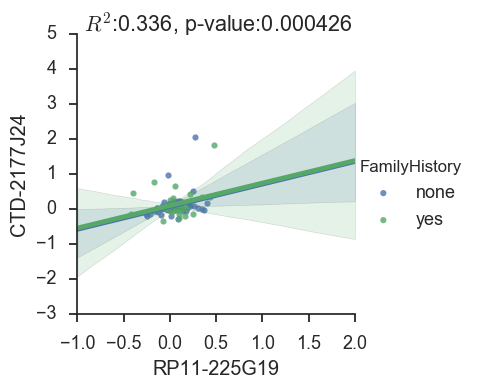 R²:0.336, p-value:0.000426
5
4
3
2
1
0
−1
−2
−3
CTD-2177J24
−1.0 −0.5 0.0 0.5 1.0 1.5 2.0
RP11-225G19
FamilyHistory
none
yes